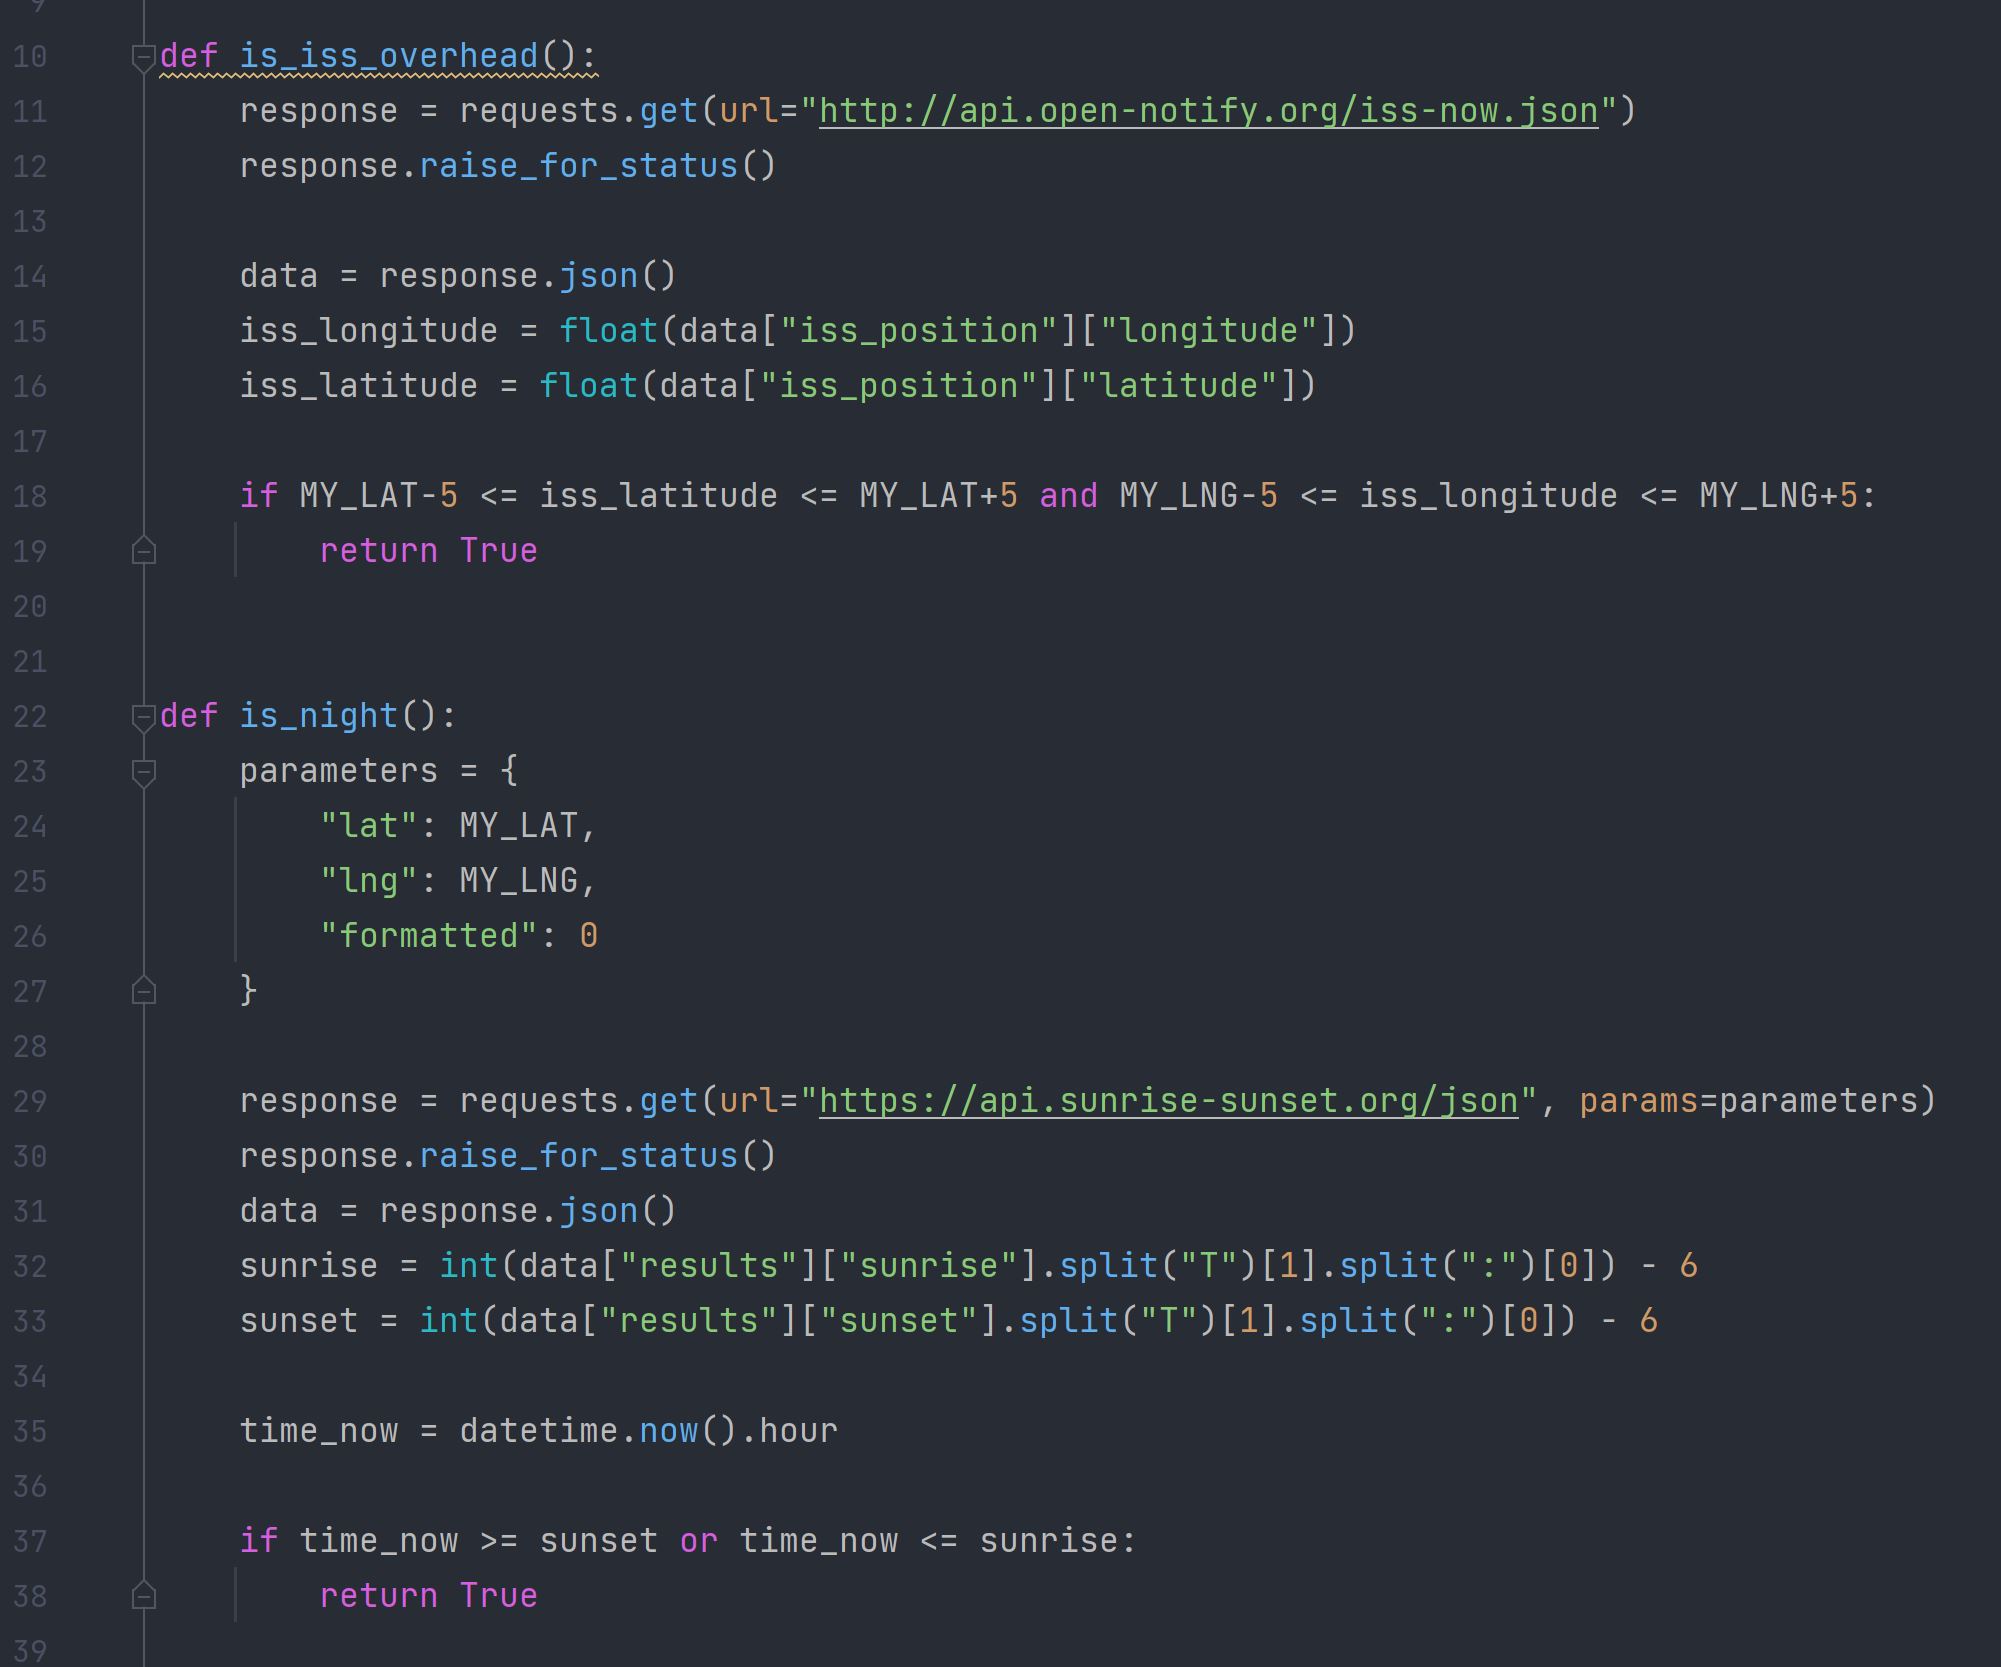 9
10 def is_iss_overhead():
11     response = requests.get(url="http://api.open-notify.org/iss-now.json")
12     response.raise_for_status()
13
14     data = response.json()
15     iss_longitude = float(data["iss_position"]["longitude"])
16     iss_latitude = float(data["iss_position"]["latitude"])
17
18     if MY_LAT-5 <= iss_latitude <= MY_LAT+5 and MY_LNG-5 <= iss_longitude <= MY_LNG+5:
19         return True
20
21
22 def is_night():
23     parameters = {
24         "lat": MY_LAT,
25         "lng": MY_LNG,
26         "formatted": 0
27     }
28
29     response = requests.get(url="https://api.sunrise-sunset.org/json", params=parameters)
30     response.raise_for_status()
31     data = response.json()
32     sunrise = int(data["results"]["sunrise"].split("T")[1].split(":")[0]) - 6
33     sunset = int(data["results"]["sunset"].split("T")[1].split(":")[0]) - 6
34
35     time_now = datetime.now().hour
36
37     if time_now >= sunset or time_now <= sunrise:
38         return True
39